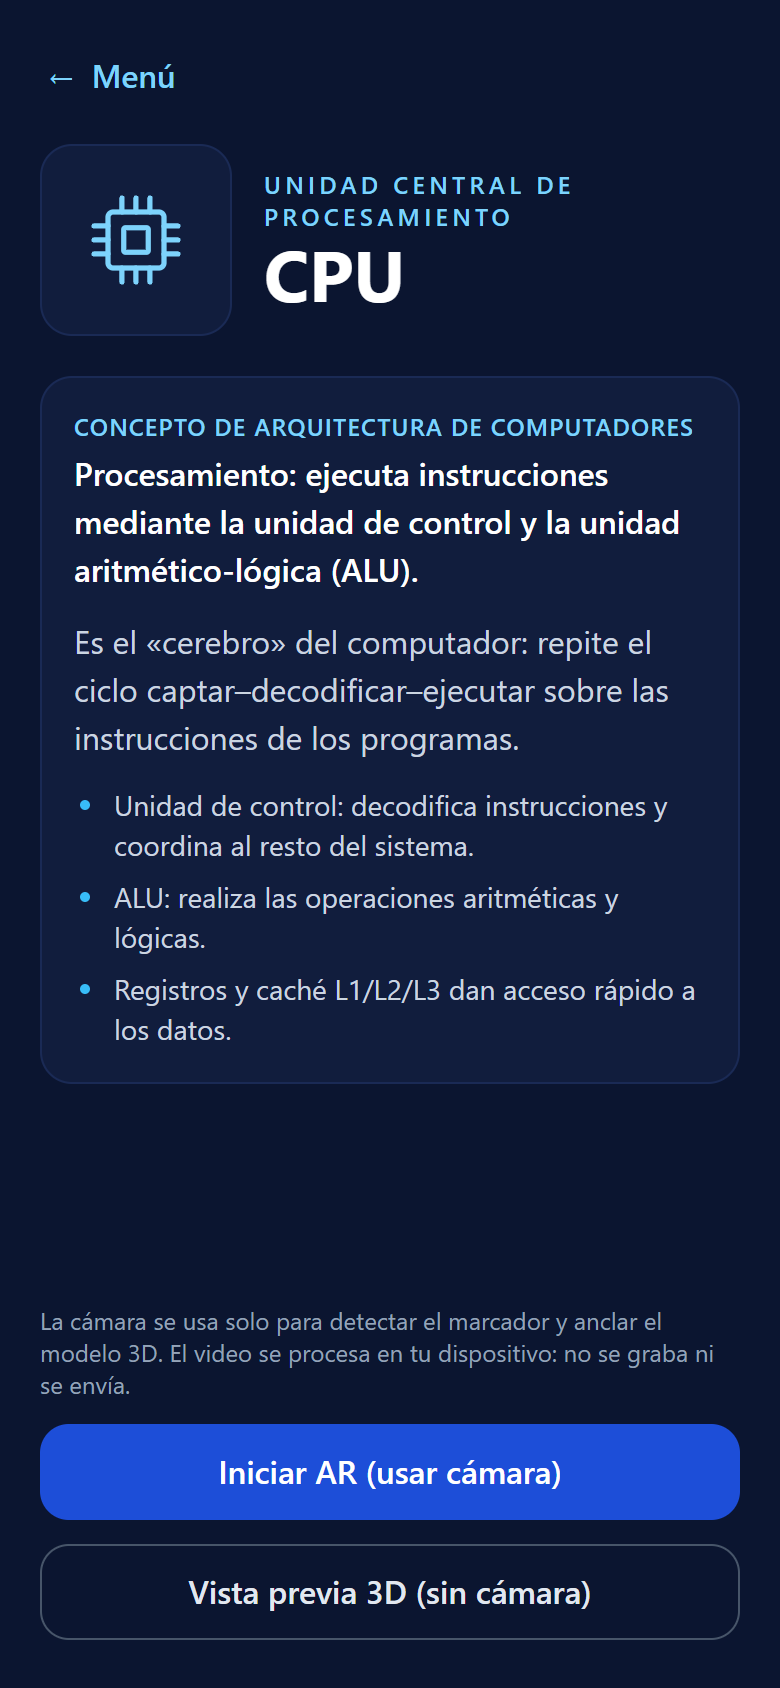 ← Menú
UNIDAD CENTRAL DE
PROCESAMIENTO
CPU
CONCEPTO DE ARQUITECTURA DE COMPUTADORES
Procesamiento: ejecuta instrucciones
mediante la unidad de control y la unidad
aritmético-lógica (ALU).
Es el «cerebro» del computador: repite el
ciclo captar–decodificar–ejecutar sobre las
instrucciones de los programas.
• Unidad de control: decodifica instrucciones y
coordina al resto del sistema.
• ALU: realiza las operaciones aritméticas y
lógicas.
• Registros y caché L1/L2/L3 dan acceso rápido a
los datos.
La cámara se usa solo para detectar el marcador y anclar el
modelo 3D. El video se procesa en tu dispositivo: no se graba ni
se envía.
Iniciar AR (usar cámara)
Vista previa 3D (sin cámara)